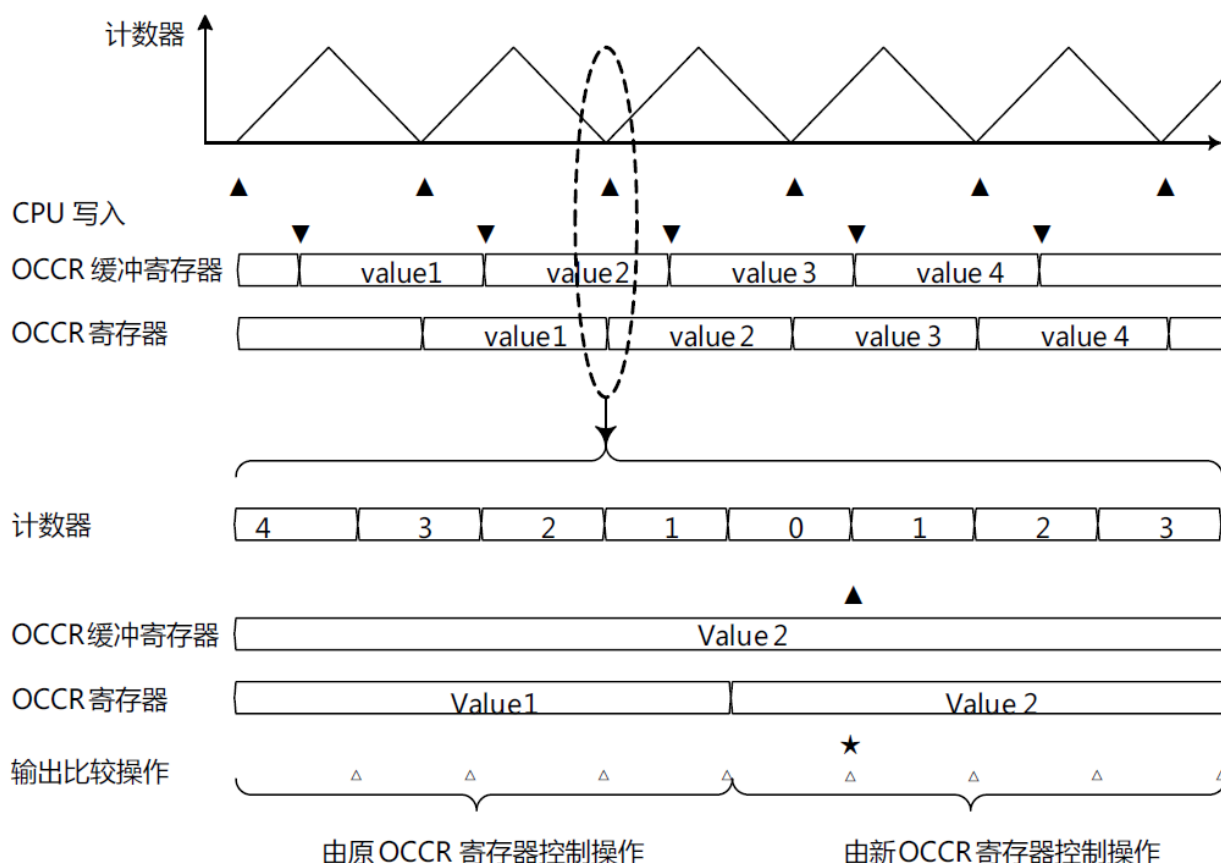 计数器
CPU 写入
OCCR 缓冲寄存器 value1 value2 value 3 value 4
OCCR 寄存器 value1 value 2 value 3 value 4
计数器 4 3 2 1 0 1 2 3
OCCR缓冲寄存器 Value 2
OCCR 寄存器 Value1 Value 2
输出比较操作
由原 OCCR 寄存器控制操作 由新OCCR 寄存器控制操作